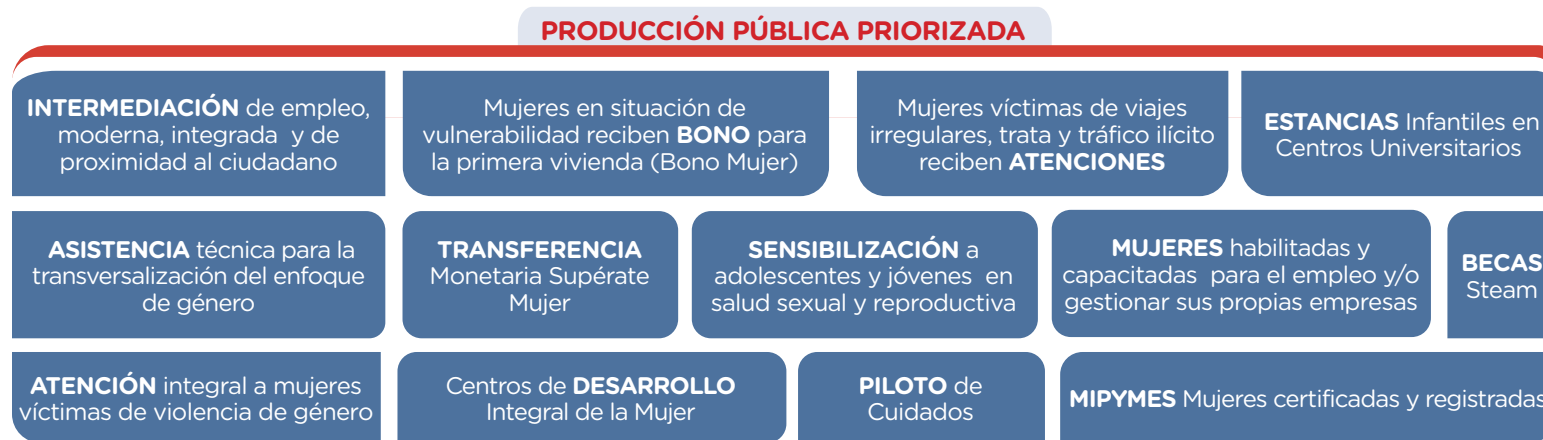 PRODUCCIÓN PÚBLICA PRIORIZADA
INTERMEDIACIÓN de empleo,
moderna, integrada y de
proximidad al ciudadano
Mujeres en situación de
vulnerabilidad reciben BONO para
la primera vivienda (Bono Mujer)
Mujeres víctimas de viajes
irregulares, trata y tráfico ilícito
reciben ATENCIONES
ESTANCIAS Infantiles en
Centros Universitarios
ASISTENCIA técnica para la
transversalización del enfoque
de género
TRANSFERENCIA
Monetaria Supérate
Mujer
SENSIBILIZACIÓN a
adolescentes y jóvenes en
salud sexual y reproductiva
MUJERES habilitadas y
capacitadas para el empleo y/o
gestionar sus propias empresas
BECAS
Steam
ATENCIÓN integral a mujeres
víctimas de violencia de género
Centros de DESARROLLO
Integral de la Mujer
PILOTO de
Cuidados
MIPYMES Mujeres certificadas y registradas